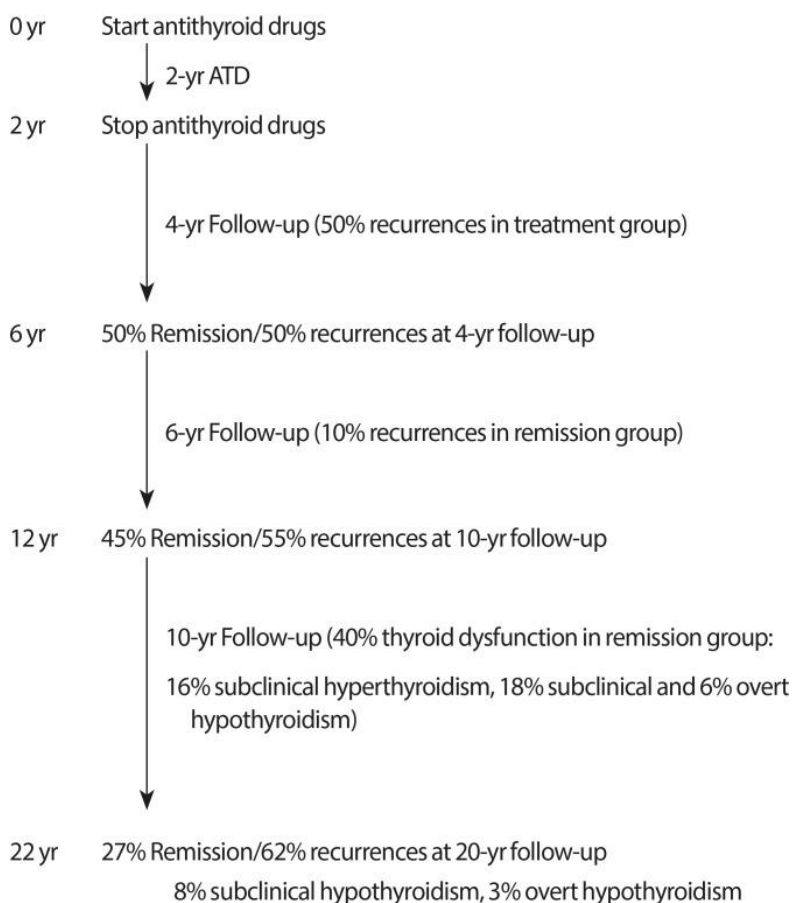 0 yr Start antithyroid drugs
2-yr ATD
2 yr Stop antithyroid drugs
4-yr Follow-up (50% recurrences in treatment group)
6 yr 50% Remission/50% recurrences at 4-yr follow-up
6-yr Follow-up (10% recurrences in remission group)
12 yr 45% Remission/55% recurrences at 10-yr follow-up
10-yr Follow-up (40% thyroid dysfunction in remission group:
16% subclinical hyperthyroidism, 18% subclinical and 6% overt
hypothyroidism)
22 yr 27% Remission/62% recurrences at 20-yr follow-up
8% subclinical hypothyroidism, 3% overt hypothyroidism